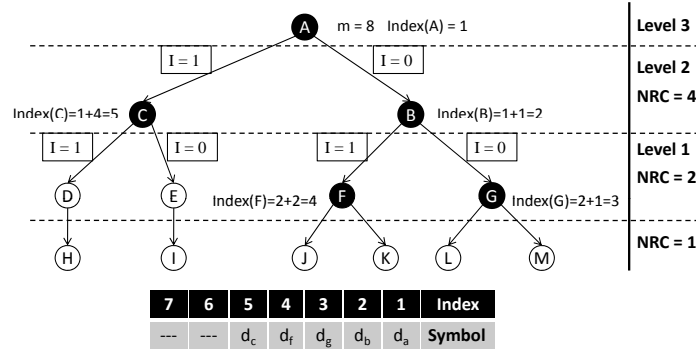 A m = 8 Index(A) = 1 Level 3
I = 1 I = 0 Level 2
NRC = 4
Index(C)=1+4=5 C B Index(B)=1+1=2
I = 1 I = 0 I = 1 I = 0 Level 1
NRC = 2
D E Index(F)=2+2=4 F G Index(G)=2+1=3
H I J K L M NRC = 1
7 6 5 4 3 2 1 Index
--- --- dc df dg db da Symbol